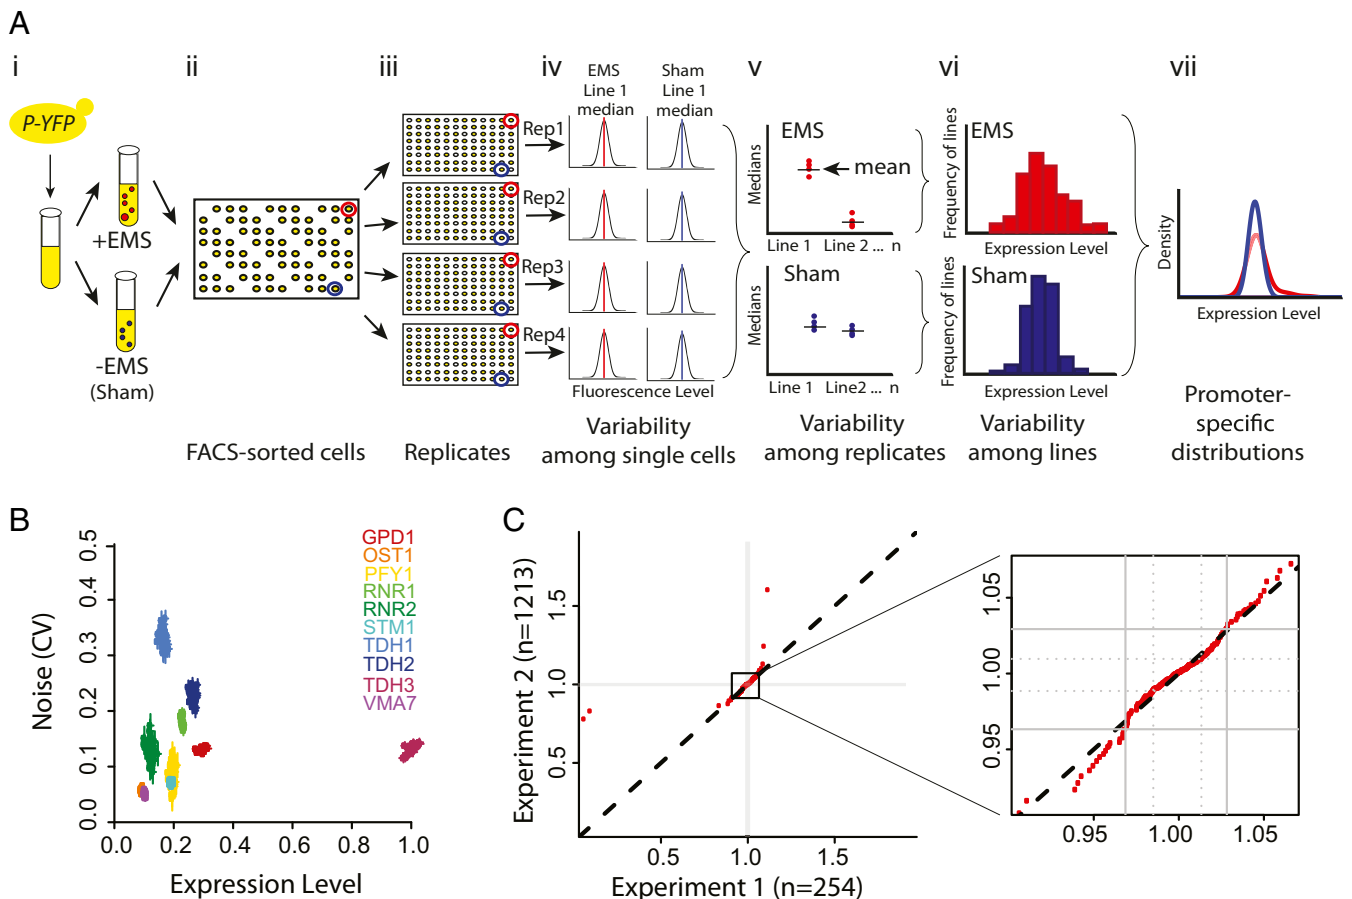 A
i
ii
iii
iv
v
vi
vii
P-YFP
+EMS
-EMS
(Sham)
FACS-sorted cells
Replicates
Rep1
Rep2
Rep3
Rep4
EMS
Line 1
median
Sham
Line 1
median
Fluorescence Level
Variability
among single cells
Medians
EMS
mean
Line 1 Line 2 ... n
Medians
Sham
Line 1 Line2 ... n
Variability
among replicates
Frequency of lines
EMS
Expression Level
Frequency of lines
Sham
Expression Level
Variability
among lines
Density
Expression Level
Promoter-
specific
distributions
B
Noise (CV)
0.5
0.4
0.3
0.2
0.1
0.0
0.0 0.2 0.4 0.6 0.8 1.0
Expression Level
GPD1
OST1
PFY1
RNR1
RNR2
STM1
TDH1
TDH2
TDH3
VMA7
C
Experiment 2 (n=1213)
1.5
1.0
0.5
0.5 1.0 1.5
Experiment 1 (n=254)
1.05
1.00
0.95
0.95 1.00 1.05